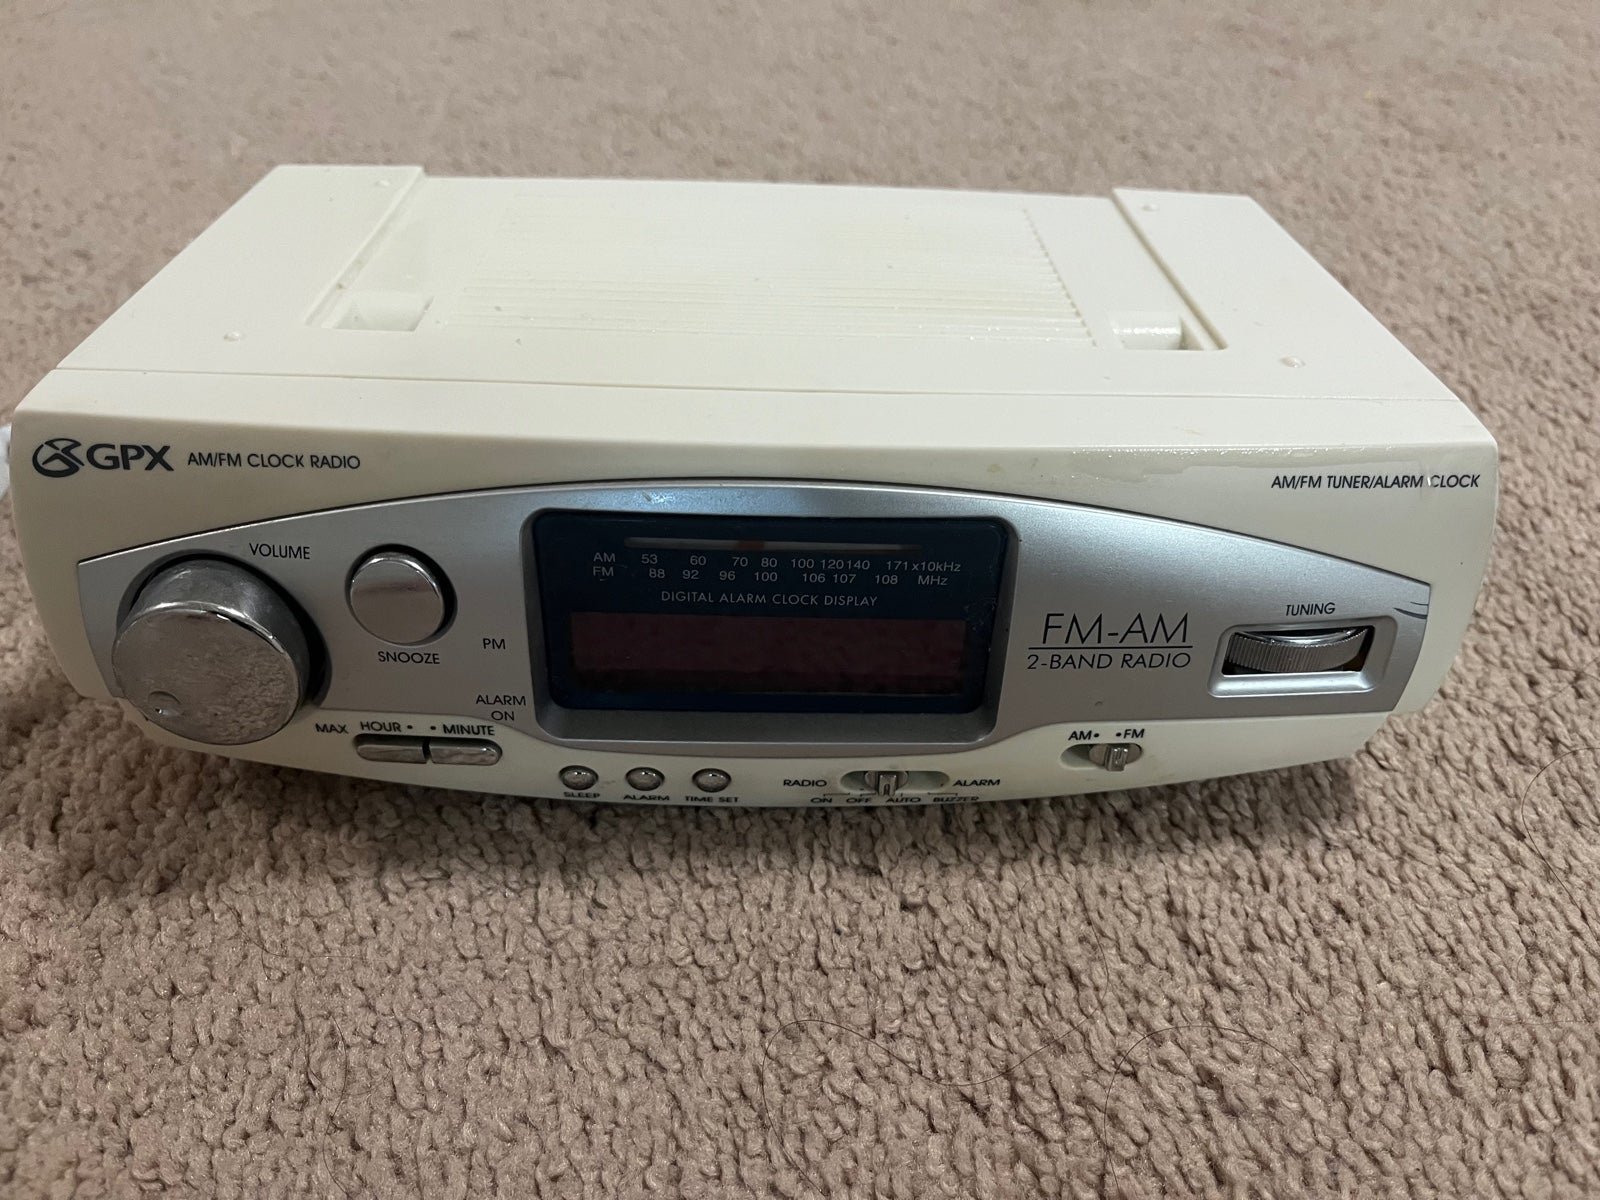 GPX AM/FM CLOCK RADIO
AM/FM TUNER/ALARM CLOCK
VOLUME
SNOOZE
PM
ALARM
ON
MAX HOUR • • MINUTE
AM 53 60 70 80 100 120 140 171 x10kHz
FM 88 92 96 100 106 107 108 MHz
DIGITAL ALARM CLOCK DISPLAY
FM-AM
2-BAND RADIO
TUNING
AM• •FM
SLEEP ALARM TIME SET
RADIO ALARM
ON OFF AUTO BUZZER